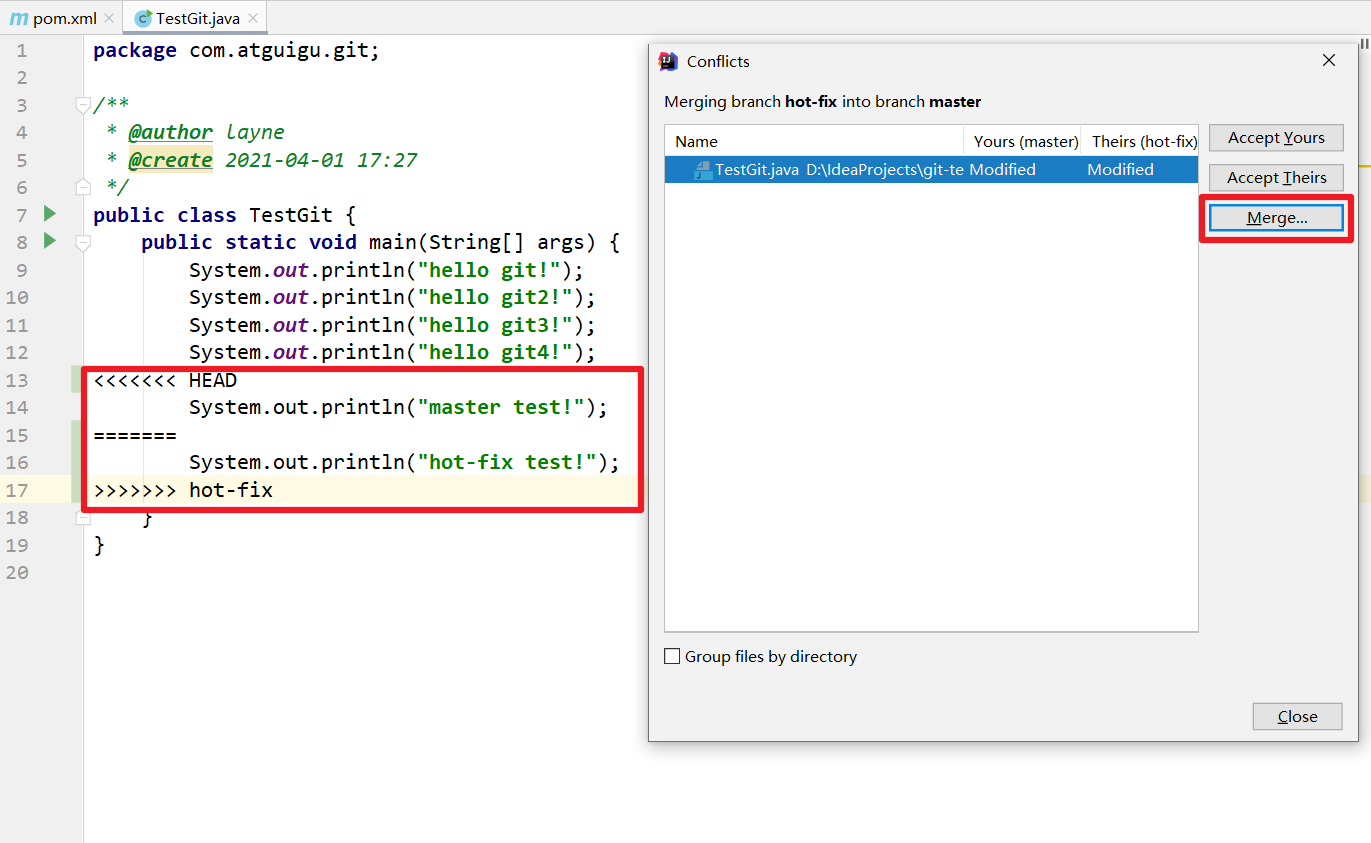 pom.xml
TestGit.java
1 package com.atguigu.git;
2
3 /**
4 * @author layne
5 * @create 2021-04-01 17:27
6 */
7 public class TestGit {
8 public static void main(String[] args) {
9 System.out.println("hello git!");
10 System.out.println("hello git2!");
11 System.out.println("hello git3!");
12 System.out.println("hello git4!");
13 <<<<<<< HEAD
14 System.out.println("master test!");
15 =======
16 System.out.println("hot-fix test!");
17 >>>>>>> hot-fix
18 }
19 }
20
Conflicts
Merging branch hot-fix into branch master
Name Yours (master) Theirs (hot-fix)
TestGit.java D:\IdeaProjects\git-te Modified Modified
Accept Yours
Accept Theirs
Merge...
Group files by directory
Close